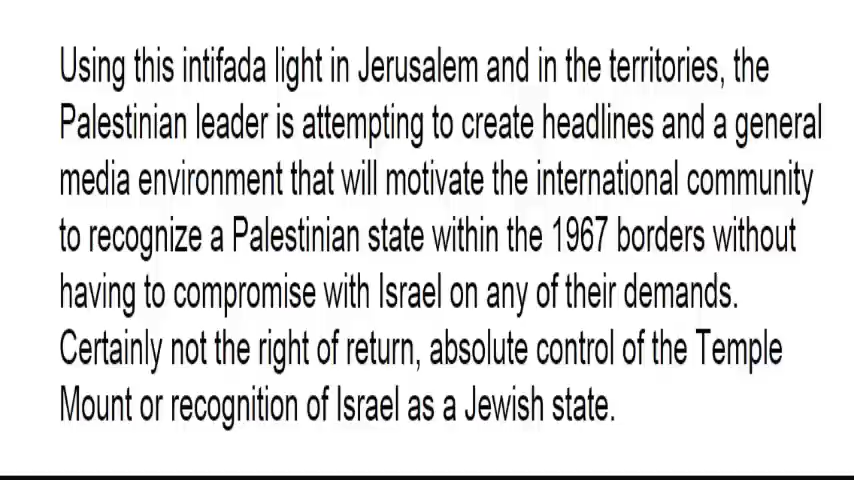 Using this intifada light in Jerusalem and in the territories, the
Palestinian leader is attempting to create headlines and a general
media environment that will motivate the international community
to recognize a Palestinian state within the 1967 borders without
having to compromise with Israel on any of their demands.
Certainly not the right of return, absolute control of the Temple
Mount or recognition of Israel as a Jewish state.